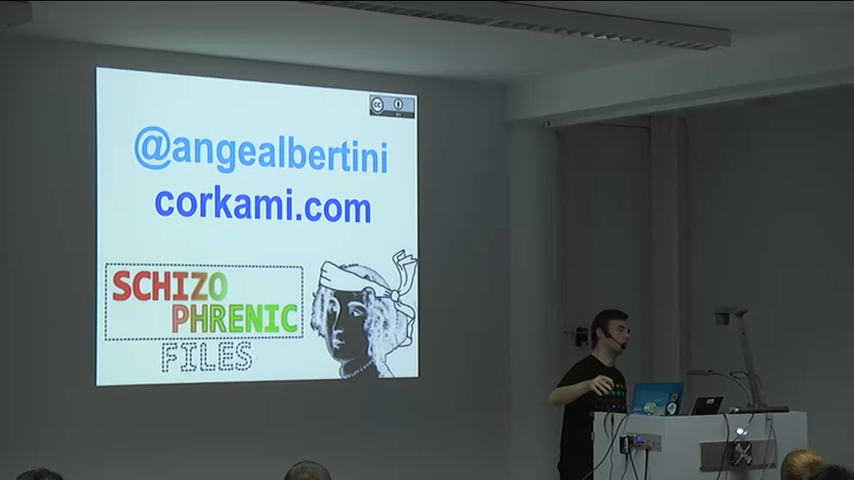 @angealbertini
corkami.com
SCHIZO
PHRENIC
FILES